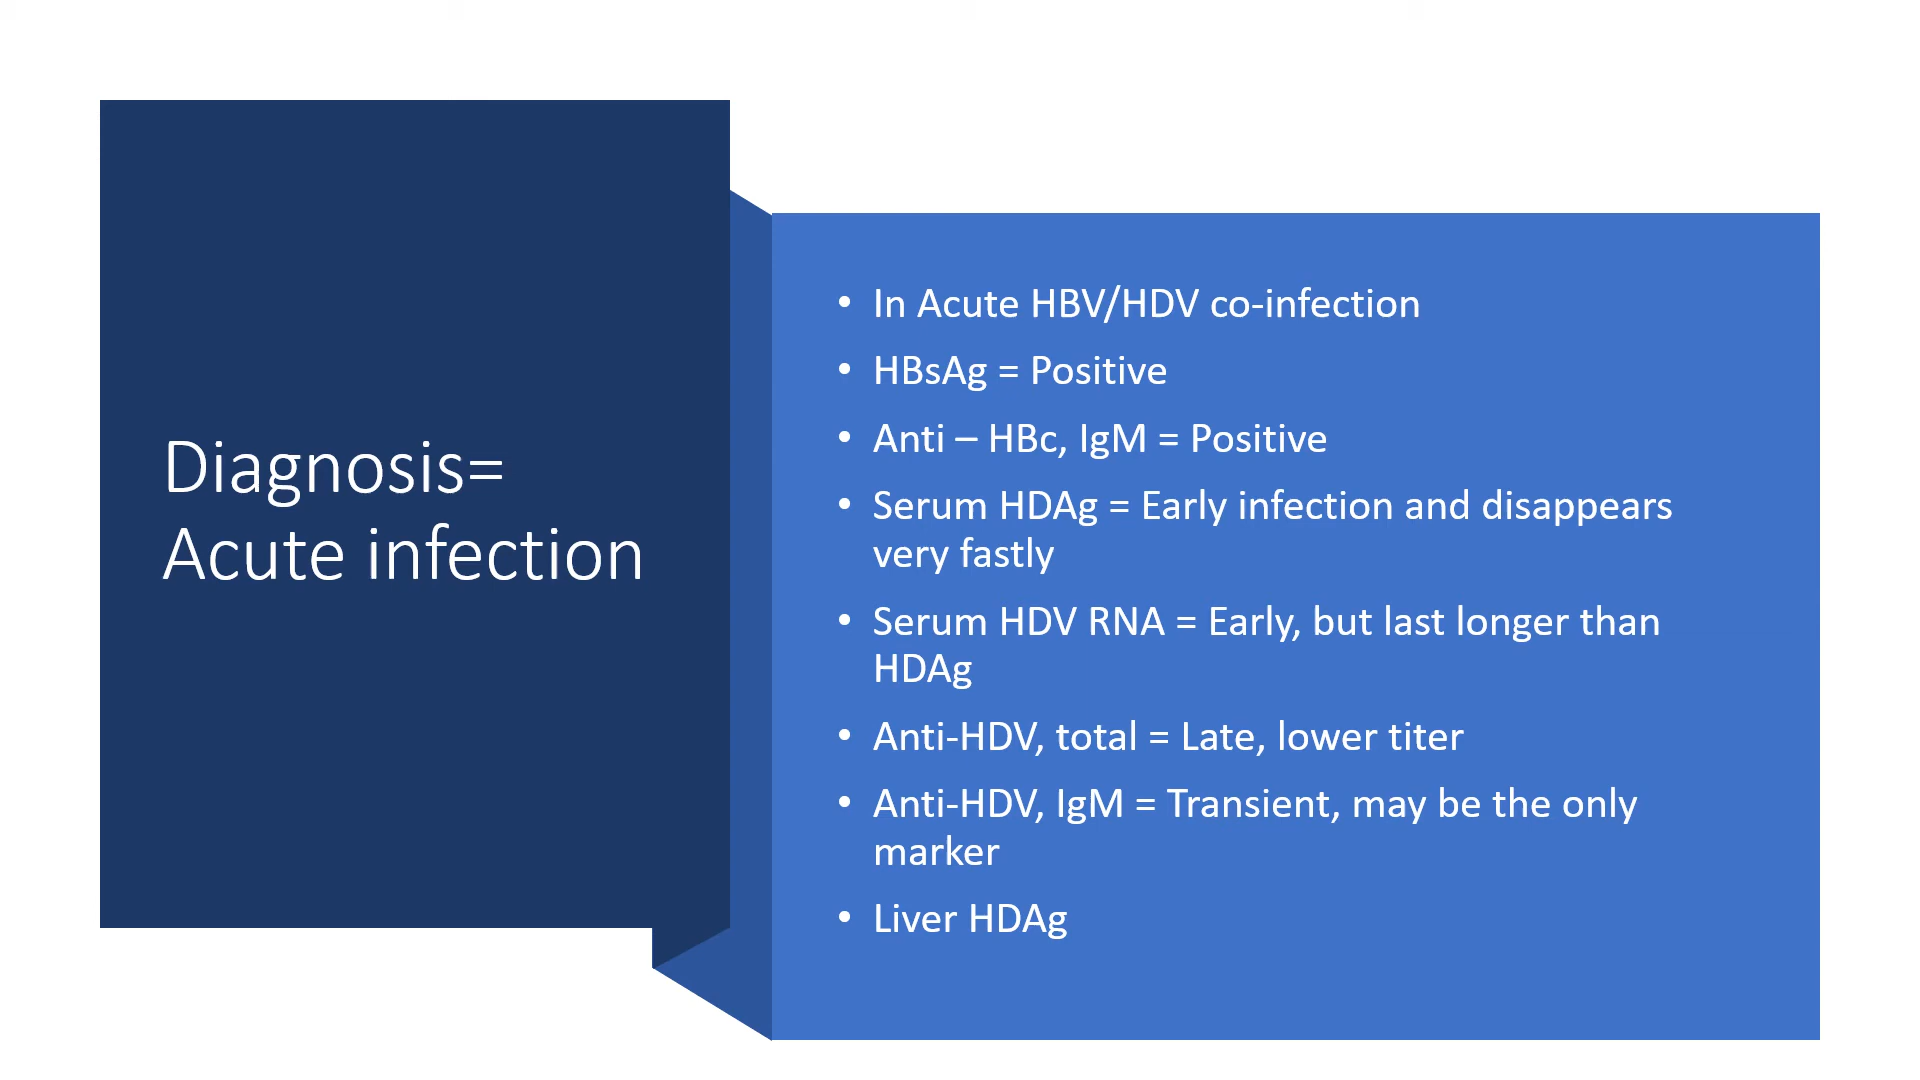 Diagnosis=
Acute infection
• In Acute HBV/HDV co-infection
• HBsAg = Positive
• Anti – HBc, IgM = Positive
• Serum HDAg = Early infection and disappears
very fastly
• Serum HDV RNA = Early, but last longer than
HDAg
• Anti-HDV, total = Late, lower titer
• Anti-HDV, IgM = Transient, may be the only
marker
• Liver HDAg